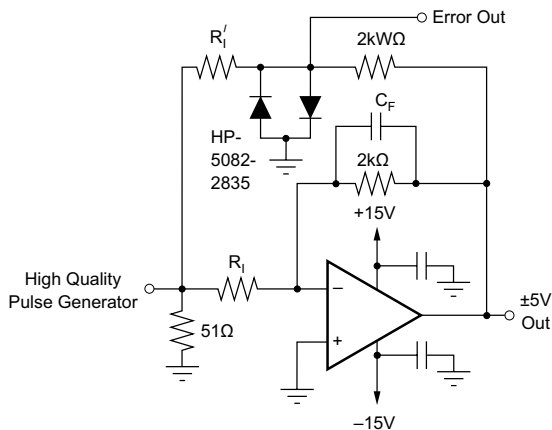 Error Out
R'I
2kWΩ
CF
HP-
5082-
2835
2kΩ
+15V
RI
High Quality
Pulse Generator
−
+
51Ω
±5V
Out
–15V